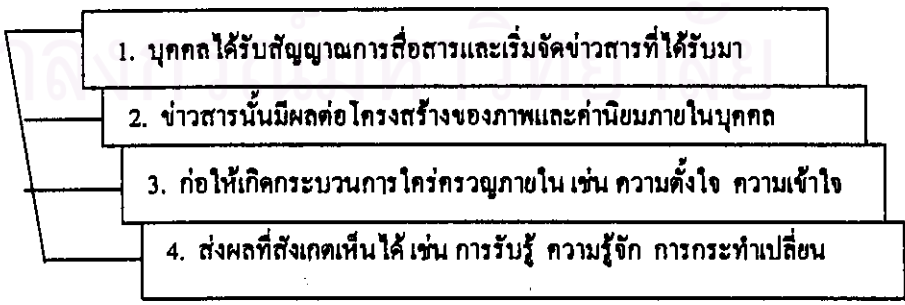 1. บุคคลได้รับสัญญาณการสื่อสารและเริ่มจัดข่าวสารที่ได้รับมา
2. ข่าวสารนั้นมีผลต่อโครงสร้างของภาพและค่านิยมภายในบุคคล
3. ก่อให้เกิดกระบวนการใคร่ครวญภายใน เช่น ความตั้งใจ ความเข้าใจ
4. ส่งผลที่สังเกตเห็นได้ เช่น การรับรู้ ความรู้จัก การกระทำเปลี่ยน